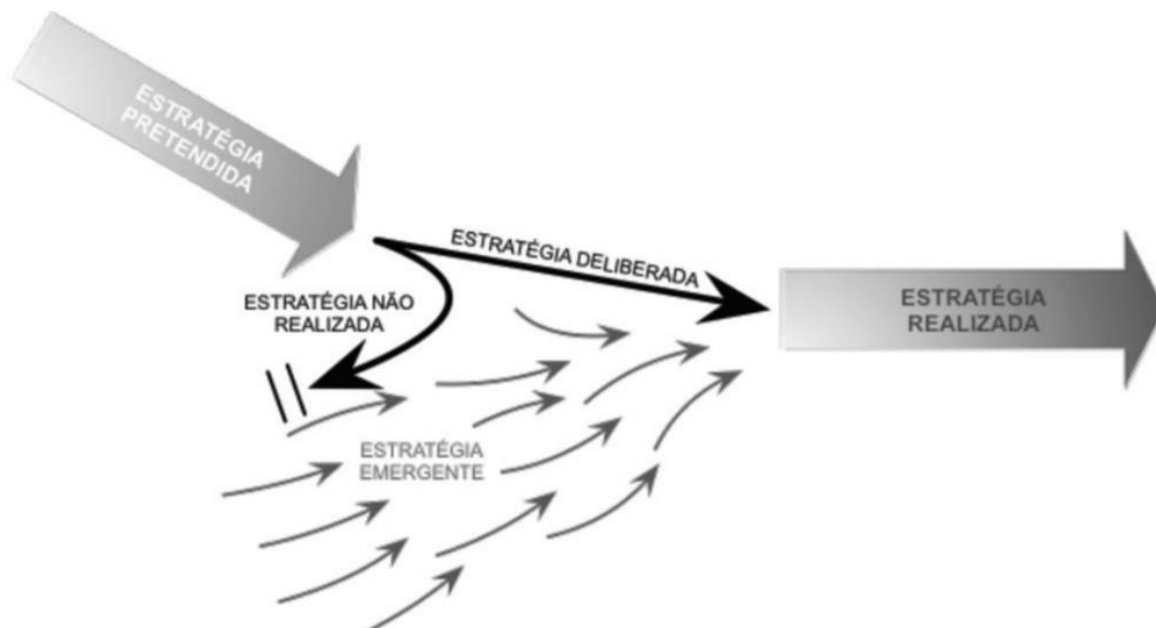 ESTRATÉGIA
PRETENDIDA
ESTRATÉGIA DELIBERADA
ESTRATÉGIA NÃO
REALIZADA
ESTRATÉGIA
REALIZADA
ESTRATÉGIA
EMERGENTE